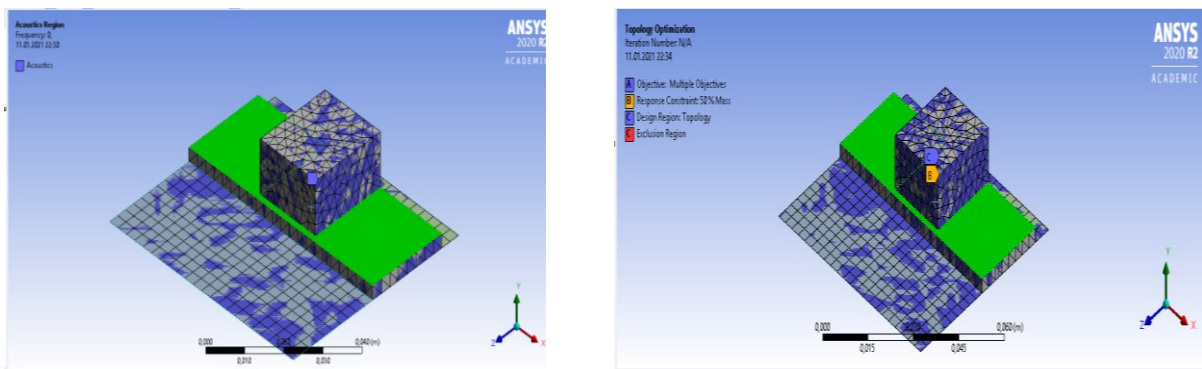 Acoustics Region
Frequency: 0,
11.01.2021 22:30
Acoustics
ANSYS
2020 R2
ACADEMIC
0,000
0,040 (m)
0,010
0,030
Y
Z
X
Topology Optimization
Iteration Number: N/A
11.01.2021 22:34
A Objective: Multiple Objectives
B Response Constraint: 50% Mass
C Design Region: Topology
C Exclusion Region
ANSYS
2020 R2
ACADEMIC
C
B
0,000
0,060 (m)
0,015
0,045
Y
Z
X